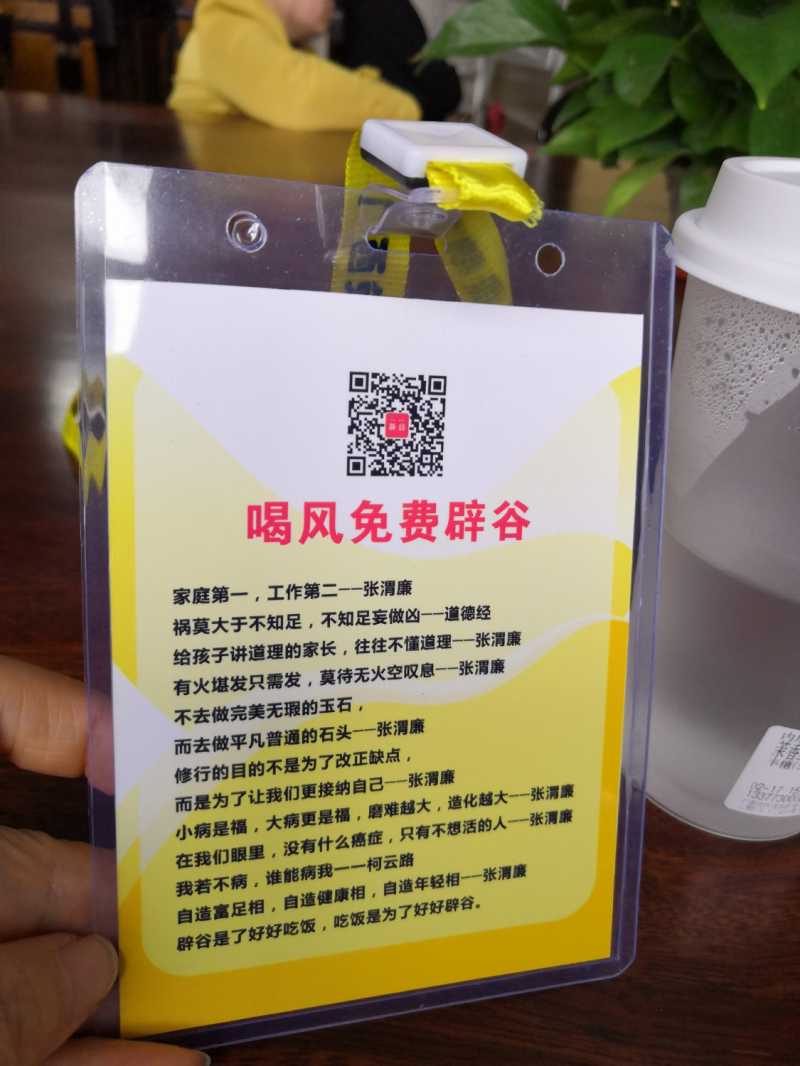 喝风免费辟谷
家庭第一，工作第二——张渭廉
祸莫大于不知足，不知足妄做凶——道德经
给孩子讲道理的家长，往往不懂道理——张渭廉
有火堪发只需发，莫待无火空叹息——张渭廉
不去做完美无瑕的玉石，
而去做平凡普通的石头——张渭廉
修行的目的不是为了改正缺点，
而是为了让我们更接纳自己——张渭廉
小病是福，大病更是福，磨难越大，造化越大——张渭廉
在我们眼里，没有什么癌症，只有不想活的人——张渭廉
我若不病，谁能病我——柯云路
自造富足相，自造健康相，自造年轻相——张渭廉
辟谷是了好好吃饭，吃饭是为了好好辟谷。